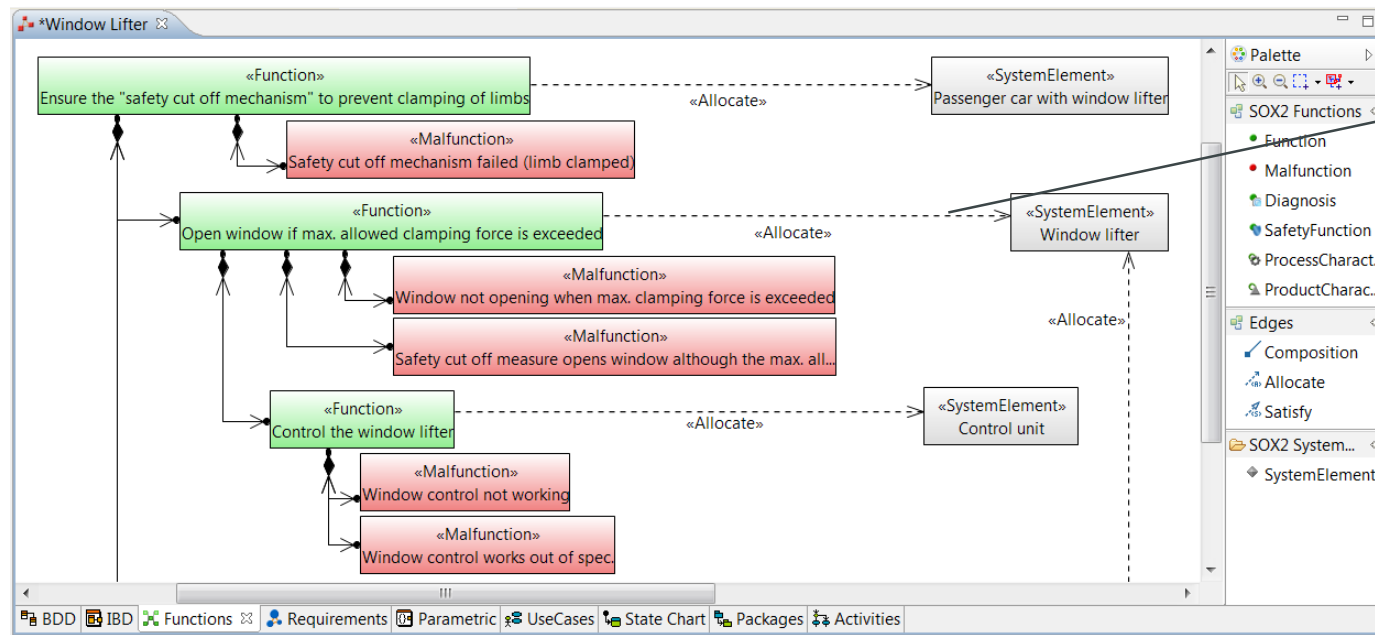 *Window Lifter
«Function»
Ensure the "safety cut off mechanism" to prevent clamping of limbs
«Allocate»
«SystemElement»
Passenger car with window lifter
«Malfunction»
Safety cut off mechanism failed (limb clamped)
«Function»
Open window if max. allowed clamping force is exceeded
«Allocate»
«SystemElement»
Window lifter
«Malfunction»
Window not opening when max. clamping force is exceeded
«Allocate»
«Malfunction»
Safety cut off measure opens window although the max. all...
«Function»
Control the window lifter
«Allocate»
«SystemElement»
Control unit
«Malfunction»
Window control not working
«Malfunction»
Window control works out of spec.
Palette
SOX2 Functions
Function
Malfunction
Diagnosis
SafetyFunction
ProcessCharact.
ProductCharac...
Edges
Composition
Allocate
Satisfy
SOX2 System...
SystemElement
BDD IBD Functions Requirements Parametric UseCases State Chart Packages Activities